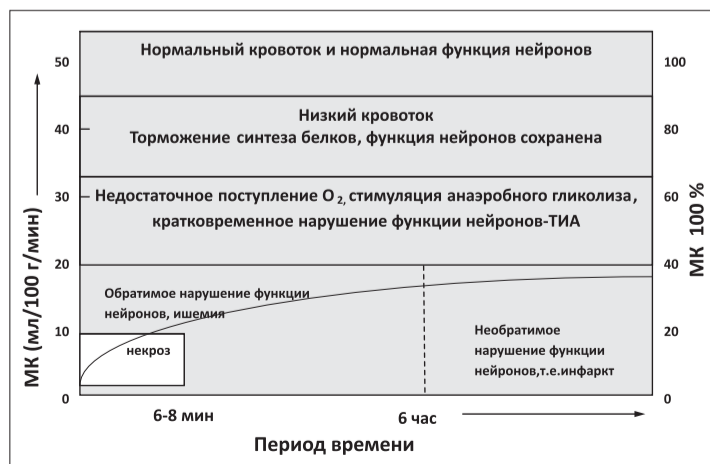 Нормальный кровоток и нормальная функция нейронов
Низкий кровоток
Торможение синтеза белков, функция нейронов сохранена
Недостаточное поступление O2, стимуляция анаэробного гликолиза,
кратковременное нарушение функции нейронов-ТИА
Обратимое нарушение функции
нейронов, ишемия
некроз
Необратимое
нарушение функции
нейронов,т.е.инфаркт
МК (мл/100 г/мин)
50
40
30
20
10
0
100
80
60
40
20
0
МК 100 %
6-8 мин
6 час
Период времени